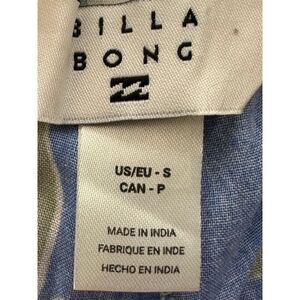 BILLA
BONG
US/EU - S
CAN - P
MADE IN INDIA
FABRIQUE EN INDE
HECHO EN INDIA